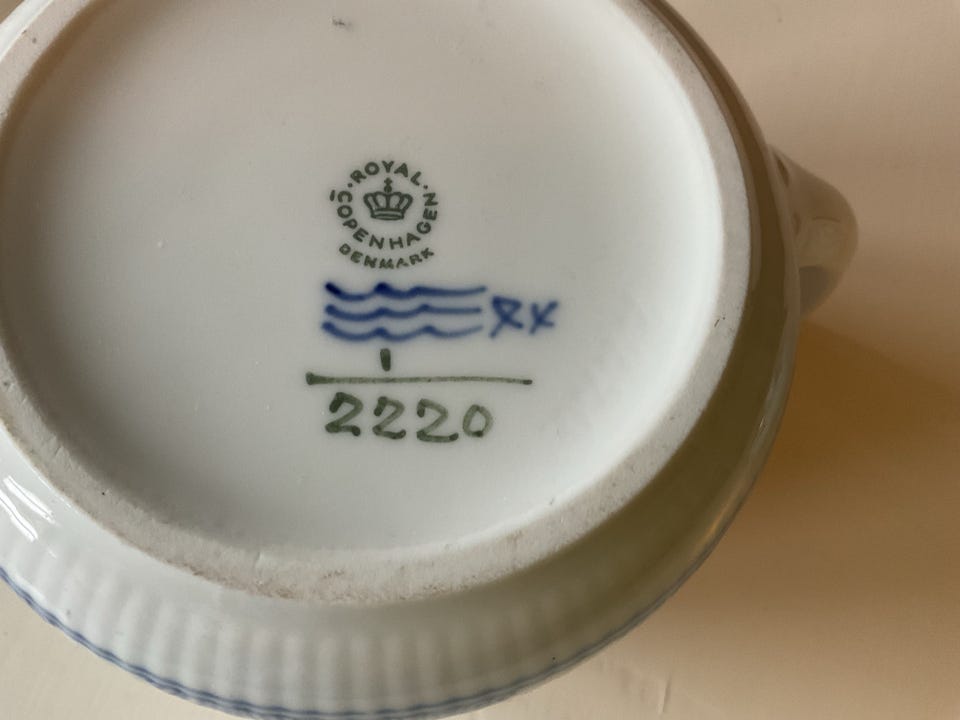 ROYAL
COPENHAGEN
DENMARK
1
2220